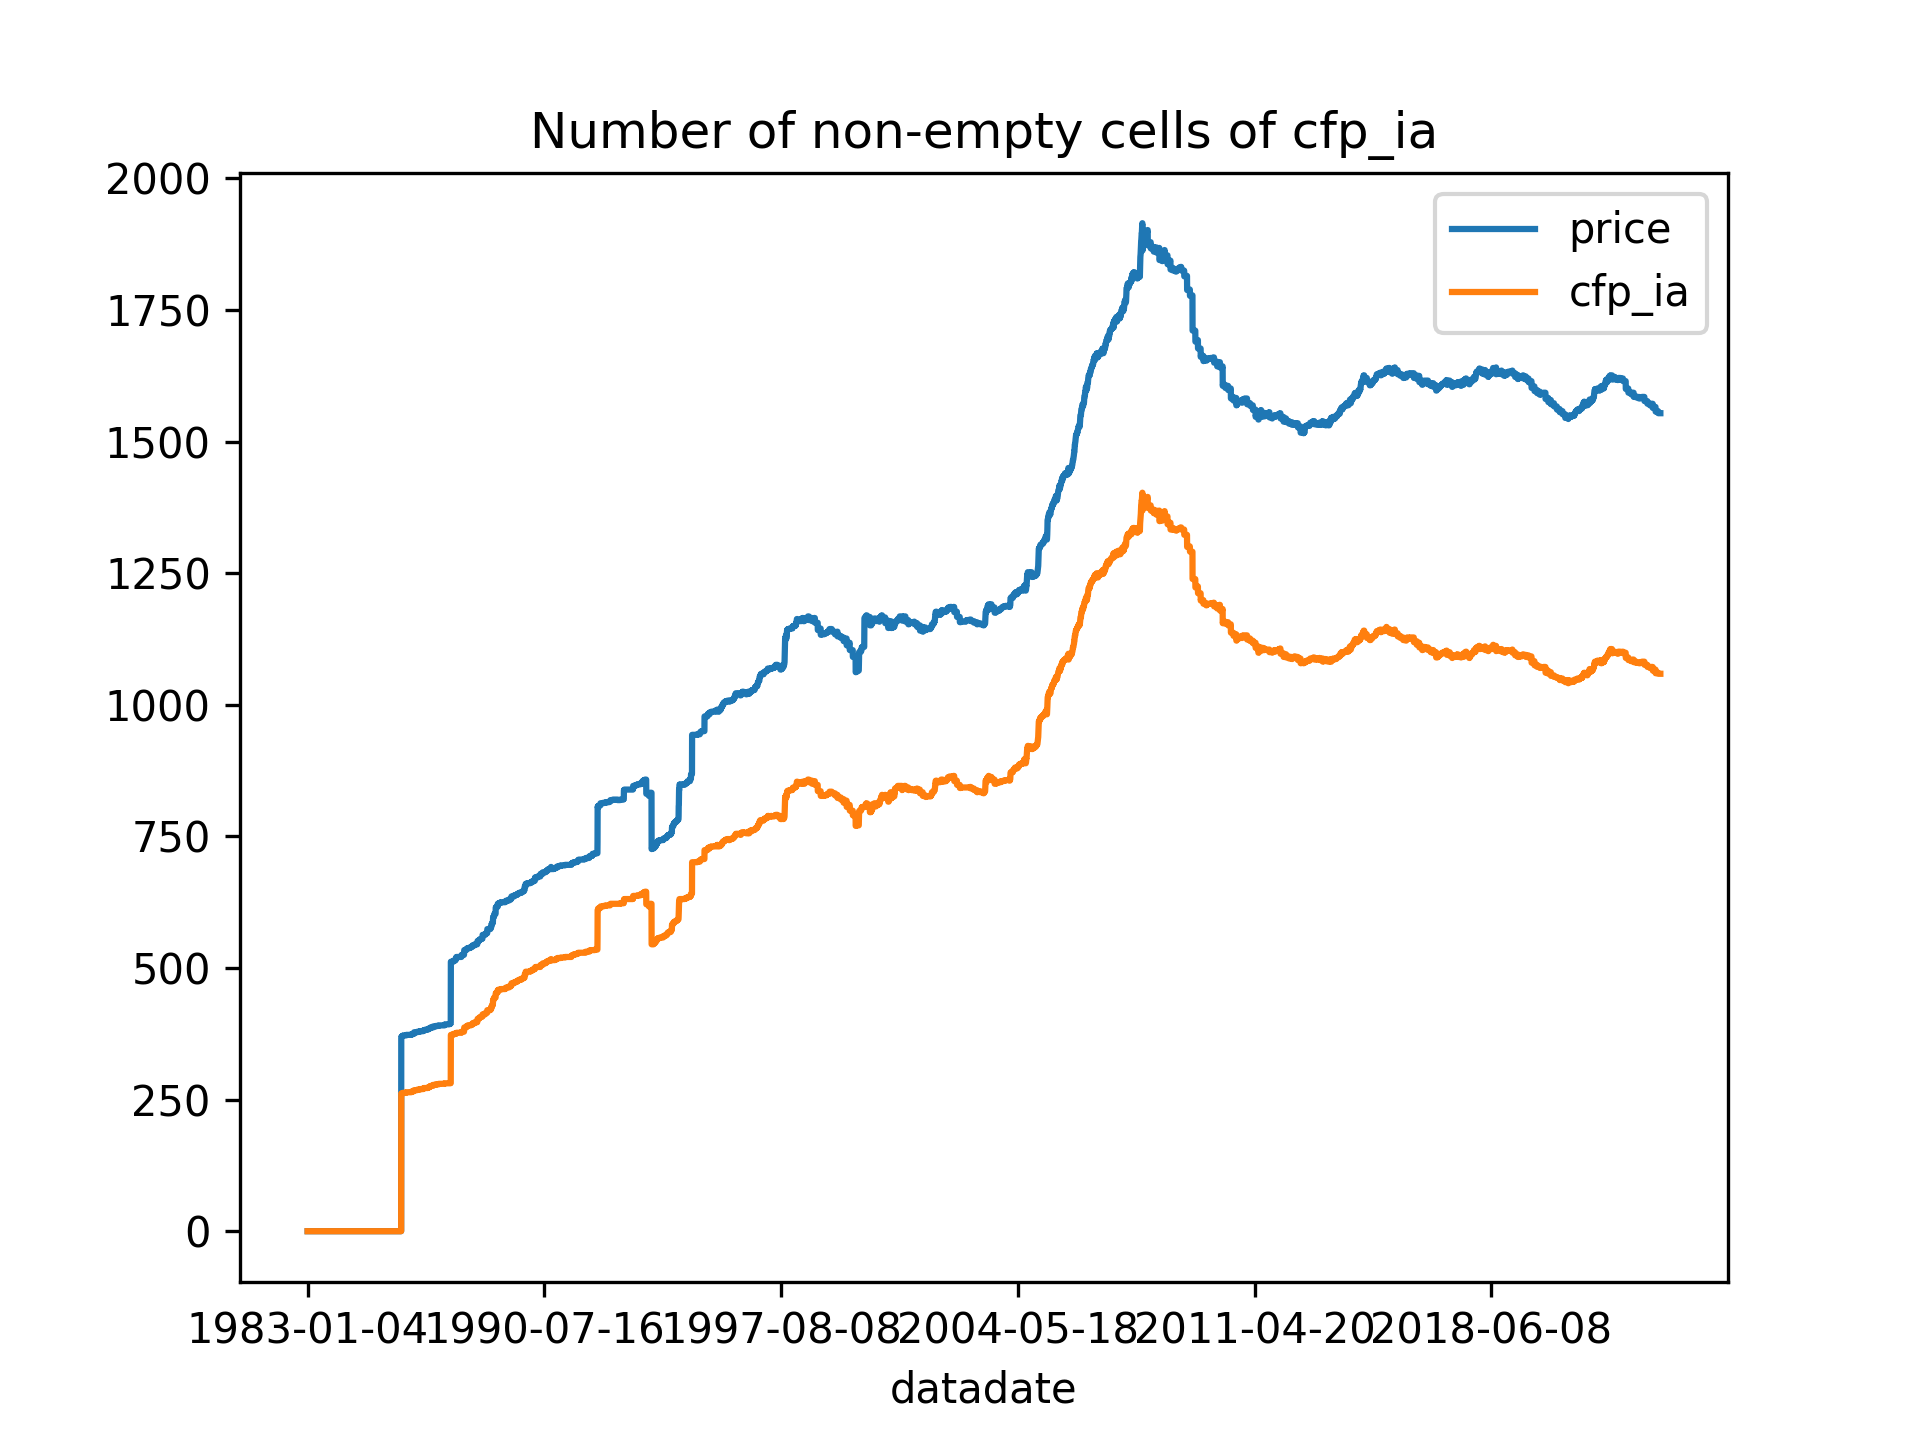 Number of non-empty cells of cfp_ia
price
cfp_ia
2000
1750
1500
1250
1000
750
500
250
0
1983-01-04 1990-07-16 1997-08-08 2004-05-18 2011-04-20 2018-06-08
datadate